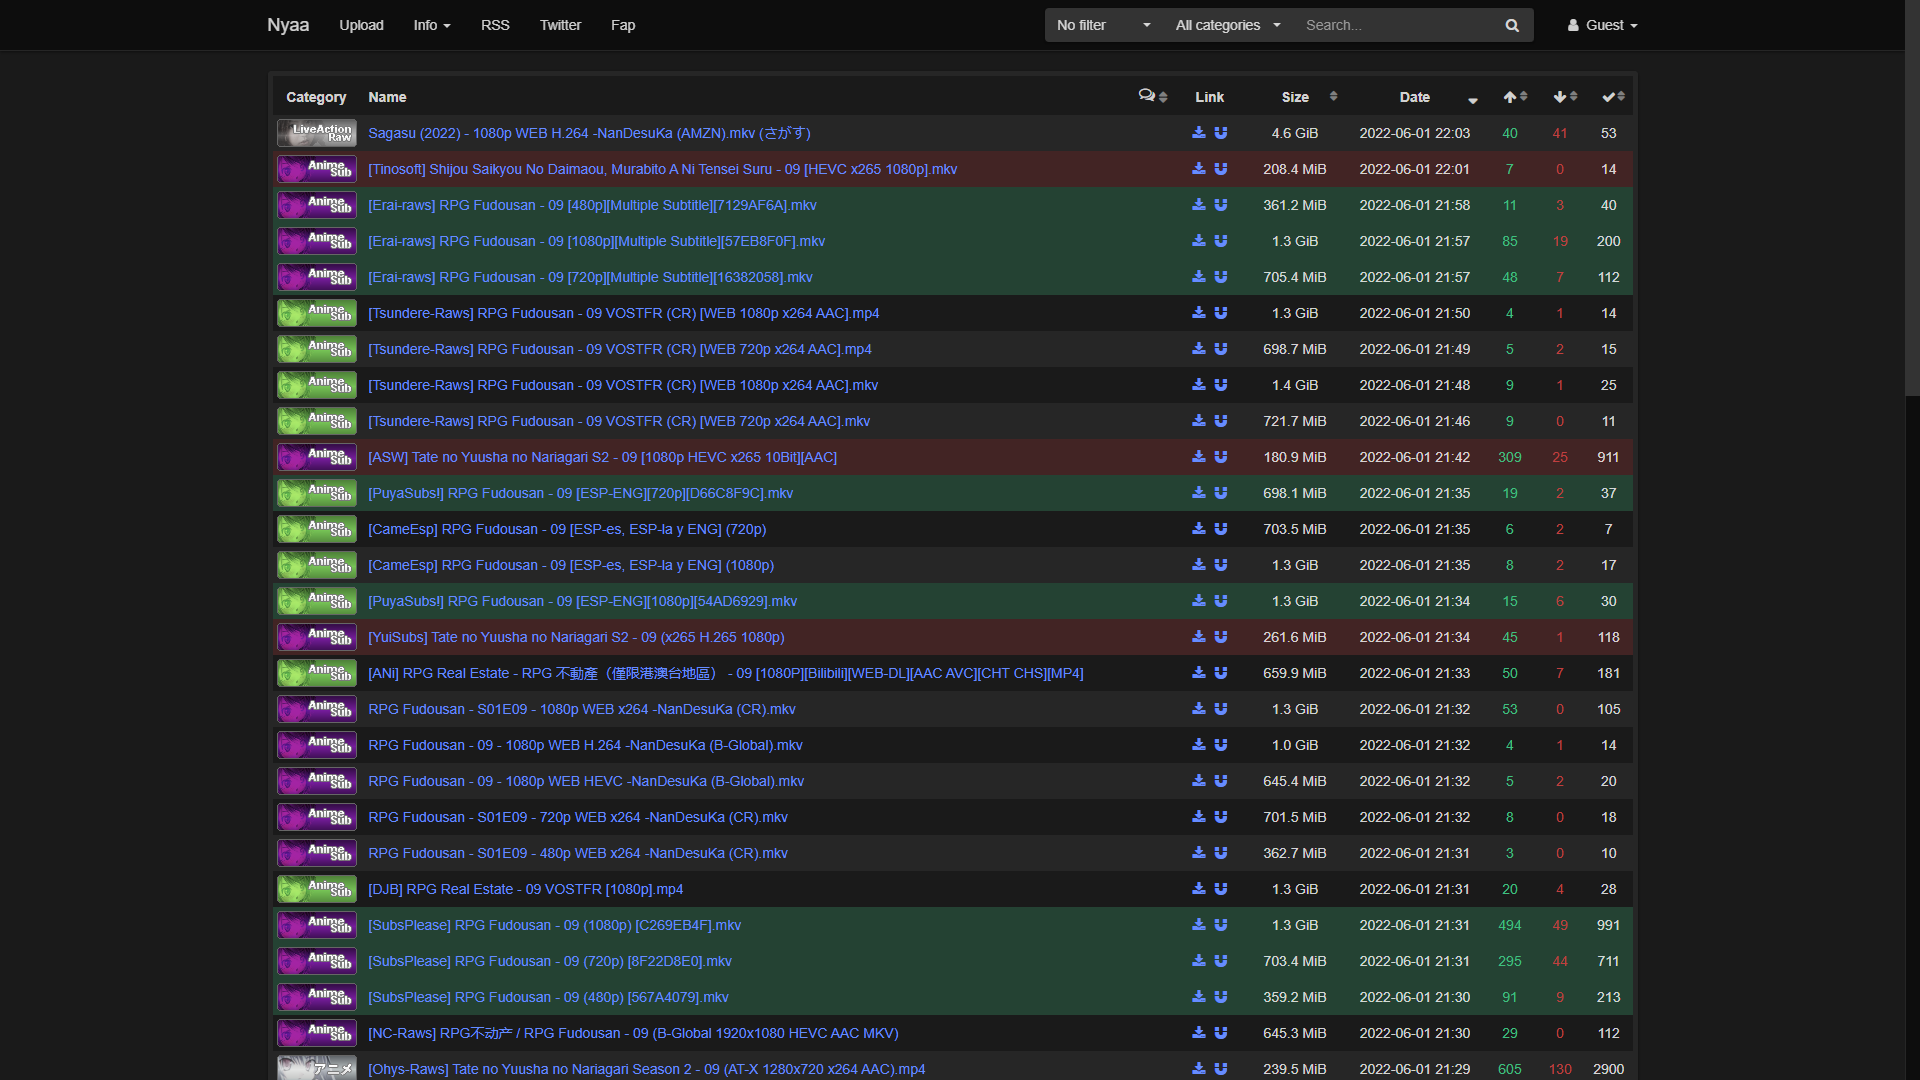 Nyaa Upload Info RSS Twitter Fap No filter All categories Search... Guest
Category Name Link Size Date
LiveAction Raw Sagasu (2022) - 1080p WEB H.264 -NanDesuKa (AMZN).mkv (さがす) 4.6 GiB 2022-06-01 22:03 40 41 53
Anime Sub [Tinosoft] Shijou Saikyou No Daimaou, Murabito A Ni Tensei Suru - 09 [HEVC x265 1080p].mkv 208.4 MiB 2022-06-01 22:01 7 0 14
Anime Sub [Erai-raws] RPG Fudousan - 09 [480p][Multiple Subtitle][7129AF6A].mkv 361.2 MiB 2022-06-01 21:58 11 3 40
Anime Sub [Erai-raws] RPG Fudousan - 09 [1080p][Multiple Subtitle][57EB8F0F].mkv 1.3 GiB 2022-06-01 21:57 85 19 200
Anime Sub [Erai-raws] RPG Fudousan - 09 [720p][Multiple Subtitle][16382058].mkv 705.4 MiB 2022-06-01 21:57 48 7 112
Anime Sub [Tsundere-Raws] RPG Fudousan - 09 VOSTFR (CR) [WEB 1080p x264 AAC].mp4 1.3 GiB 2022-06-01 21:50 4 1 14
Anime Sub [Tsundere-Raws] RPG Fudousan - 09 VOSTFR (CR) [WEB 720p x264 AAC].mp4 698.7 MiB 2022-06-01 21:49 5 2 15
Anime Sub [Tsundere-Raws] RPG Fudousan - 09 VOSTFR (CR) [WEB 1080p x264 AAC].mkv 1.4 GiB 2022-06-01 21:48 9 1 25
Anime Sub [Tsundere-Raws] RPG Fudousan - 09 VOSTFR (CR) [WEB 720p x264 AAC].mkv 721.7 MiB 2022-06-01 21:46 9 0 11
Anime Sub [ASW] Tate no Yuusha no Nariagari S2 - 09 [1080p HEVC x265 10Bit][AAC] 180.9 MiB 2022-06-01 21:42 309 25 911
Anime Sub [PuyaSubs!] RPG Fudousan - 09 [ESP-ENG][720p][D66C8F9C].mkv 698.1 MiB 2022-06-01 21:35 19 2 37
Anime Sub [CameEsp] RPG Fudousan - 09 [ESP-es, ESP-la y ENG] (720p) 703.5 MiB 2022-06-01 21:35 6 2 7
Anime Sub [CameEsp] RPG Fudousan - 09 [ESP-es, ESP-la y ENG] (1080p) 1.3 GiB 2022-06-01 21:35 8 2 17
Anime Sub [PuyaSubs!] RPG Fudousan - 09 [ESP-ENG][1080p][54AD6929].mkv 1.3 GiB 2022-06-01 21:34 15 6 30
Anime Sub [YuiSubs] Tate no Yuusha no Nariagari S2 - 09 (x265 H.265 1080p) 261.6 MiB 2022-06-01 21:34 45 1 118
Anime Sub [ANi] RPG Real Estate - RPG 不動產（僅限港澳台地區） - 09 [1080P][Bilibili][WEB-DL][AAC AVC][CHT CHS][MP4] 659.9 MiB 2022-06-01 21:33 50 7 181
Anime Sub RPG Fudousan - S01E09 - 1080p WEB x264 -NanDesuKa (CR).mkv 1.3 GiB 2022-06-01 21:32 53 0 105
Anime Sub RPG Fudousan - 09 - 1080p WEB H.264 -NanDesuKa (B-Global).mkv 1.0 GiB 2022-06-01 21:32 4 1 14
Anime Sub RPG Fudousan - 09 - 1080p WEB HEVC -NanDesuKa (B-Global).mkv 645.4 MiB 2022-06-01 21:32 5 2 20
Anime Sub RPG Fudousan - S01E09 - 720p WEB x264 -NanDesuKa (CR).mkv 701.5 MiB 2022-06-01 21:32 8 0 18
Anime Sub RPG Fudousan - S01E09 - 480p WEB x264 -NanDesuKa (CR).mkv 362.7 MiB 2022-06-01 21:31 3 0 10
Anime Sub [DJB] RPG Real Estate - 09 VOSTFR [1080p].mp4 1.3 GiB 2022-06-01 21:31 20 4 28
Anime Sub [SubsPlease] RPG Fudousan - 09 (1080p) [C269EB4F].mkv 1.3 GiB 2022-06-01 21:31 494 49 991
Anime Sub [SubsPlease] RPG Fudousan - 09 (720p) [8F22D8E0].mkv 703.4 MiB 2022-06-01 21:31 295 44 711
Anime Sub [SubsPlease] RPG Fudousan - 09 (480p) [567A4079].mkv 359.2 MiB 2022-06-01 21:30 91 9 213
Anime Sub [NC-Raws] RPG不动产 / RPG Fudousan - 09 (B-Global 1920x1080 HEVC AAC MKV) 645.3 MiB 2022-06-01 21:30 29 0 112
アニメ [Ohys-Raws] Tate no Yuusha no Nariagari Season 2 - 09 (AT-X 1280x720 x264 AAC).mp4 239.5 MiB 2022-06-01 21:29 605 130 2900